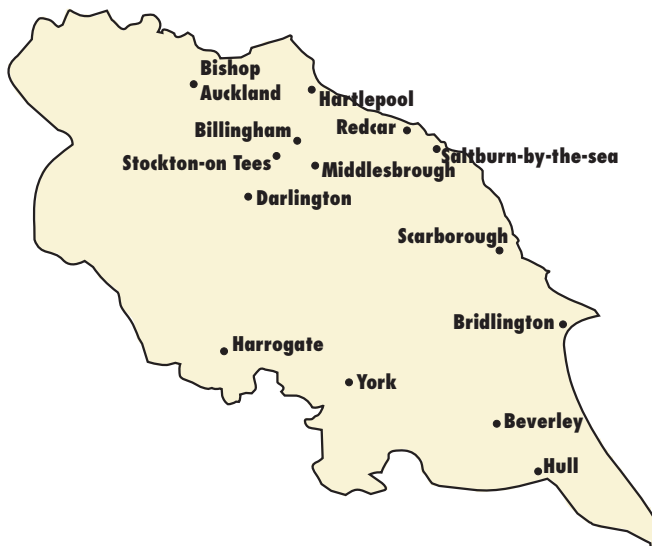 Bishop
Auckland
Hartlepool
Billingham
Redcar
Stockton-on Tees
Middlesbrough
Saltburn-by-the-sea
Darlington
Scarborough
Bridlington
Harrogate
York
Beverley
Hull